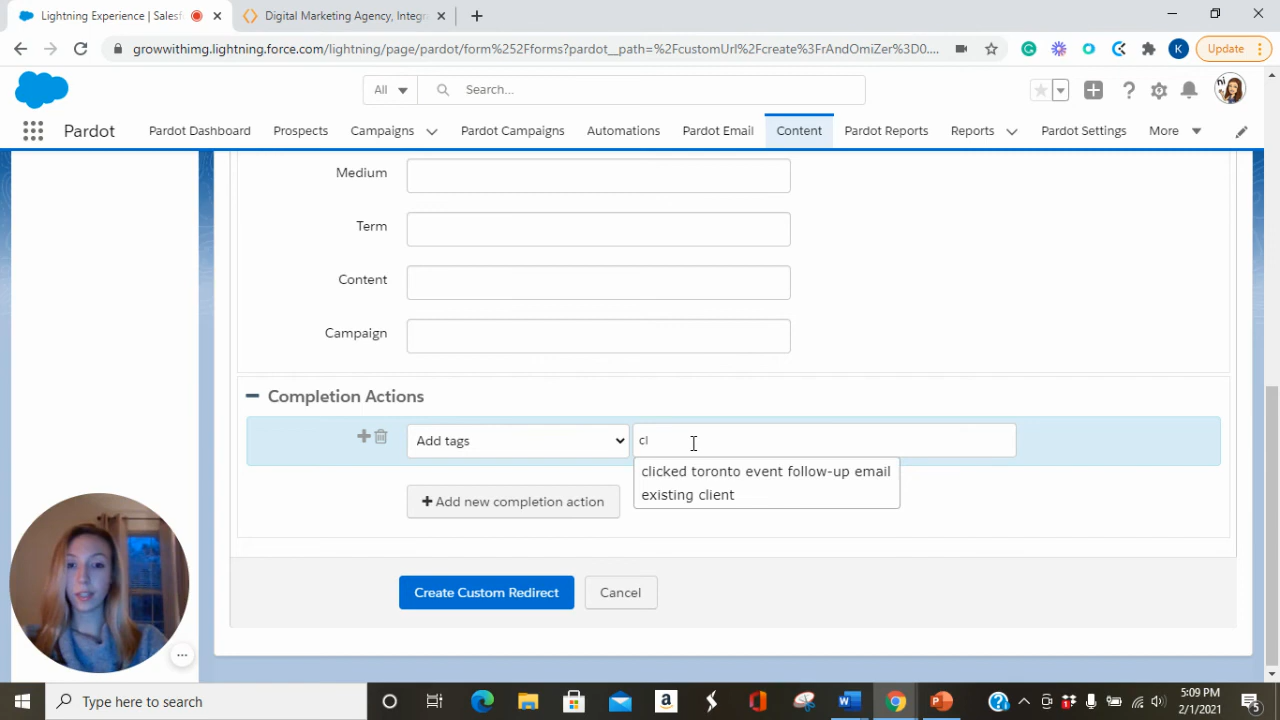 Lightning Experience | Salesf
Digital Marketing Agency, Integr
growwithimg.lightning.force.com/lightning/page/pardot/form%252Fforms?pardot__path=%2FcustomUrl%2Fcreate%3FrAndOmiZer%3D0....
K
Update
All
Search...
hi
Pardot
Pardot Dashboard
Prospects
Campaigns
Pardot Campaigns
Automations
Pardot Email
Content
Pardot Reports
Reports
Pardot Settings
More
Medium
Term
Content
Campaign
Completion Actions
Add tags
cl
clicked toronto event follow-up email
existing client
+ Add new completion action
Create Custom Redirect
Cancel
Type here to search
5:09 PM
2/1/2021
5